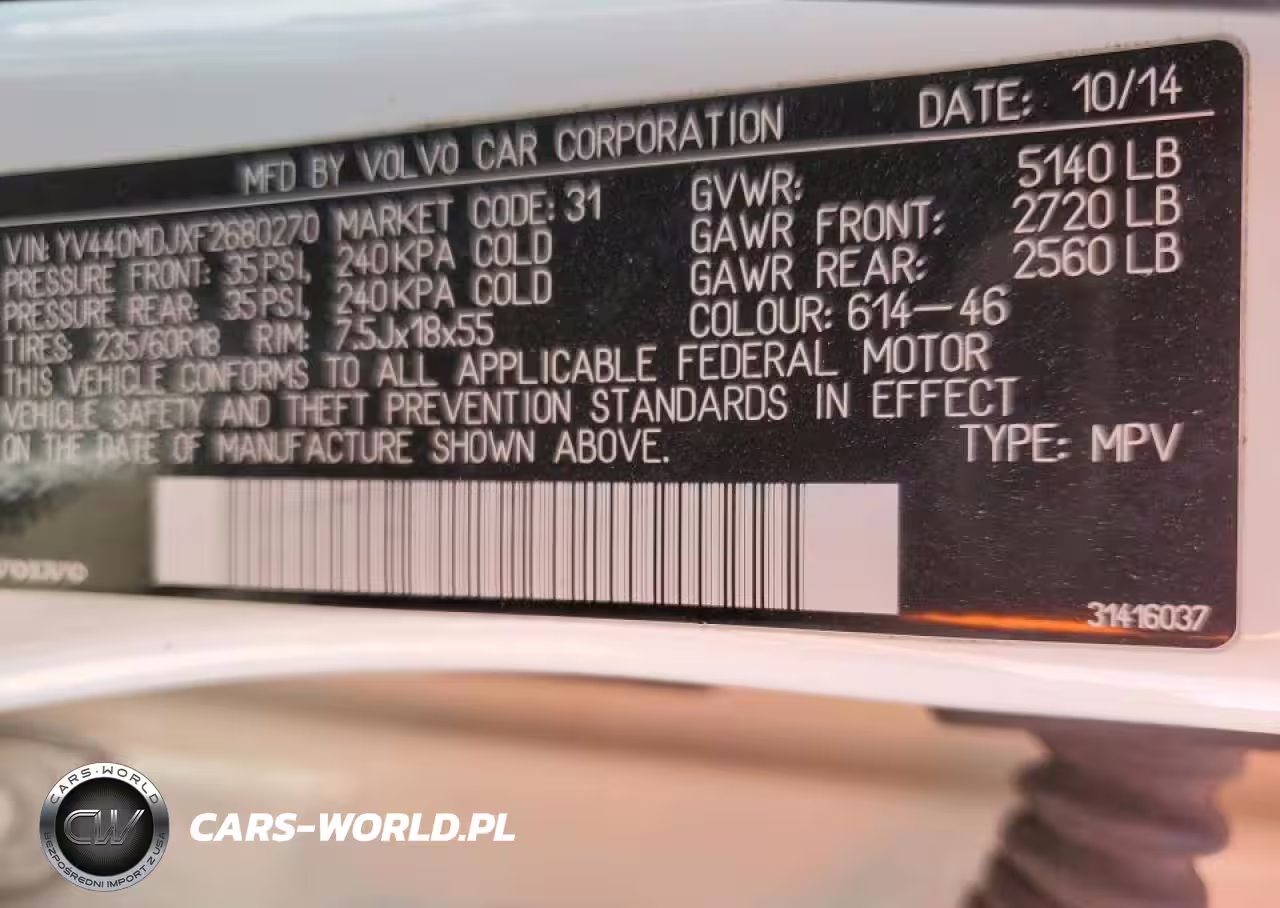 MFD BY VOLVO CAR CORPORATION DATE: 10/14
VIN: YV440MDJXF2680270 MARKET CODE: 31 GVWR: 5140 LB
PRESSURE FRONT: 35 PSI, 240 KPA COLD GAWR FRONT: 2720 LB
PRESSURE REAR: 35 PSI, 240 KPA COLD GAWR REAR: 2560 LB
TIRES: 235/60R18 RIM: 7.5Jx18x55 COLOUR: 614-46
THIS VEHICLE CONFORMS TO ALL APPLICABLE FEDERAL MOTOR
VEHICLE SAFETY AND THEFT PREVENTION STANDARDS IN EFFECT
ON THE DATE OF MANUFACTURE SHOWN ABOVE. TYPE: MPV
VOLVO
31416037
CARS-WORLD
CW
BEZPOŚREDNI IMPORT Z USA
CARS-WORLD.PL